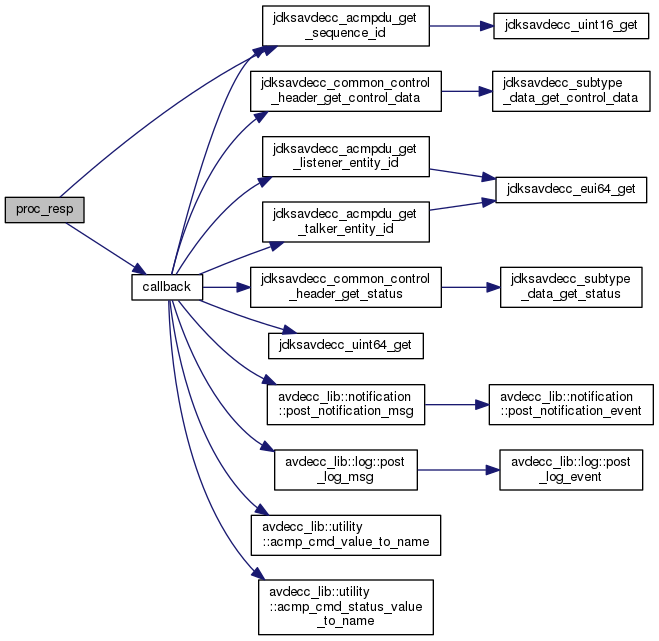 jdksavdecc_acmpdu_get
_sequence_id
jdksavdecc_uint16_get
jdksavdecc_common_control
_header_get_control_data
jdksavdecc_subtype
_data_get_control_data
jdksavdecc_acmpdu_get
_listener_entity_id
jdksavdecc_eui64_get
proc_resp
jdksavdecc_acmpdu_get
_talker_entity_id
callback
jdksavdecc_common_control
_header_get_status
jdksavdecc_subtype
_data_get_status
jdksavdecc_uint64_get
avdecc_lib::notification
::post_notification_msg
avdecc_lib::notification
::post_notification_event
avdecc_lib::log::post
_log_msg
avdecc_lib::log::post
_log_event
avdecc_lib::utility
::acmp_cmd_value_to_name
avdecc_lib::utility
::acmp_cmd_status_value
_to_name